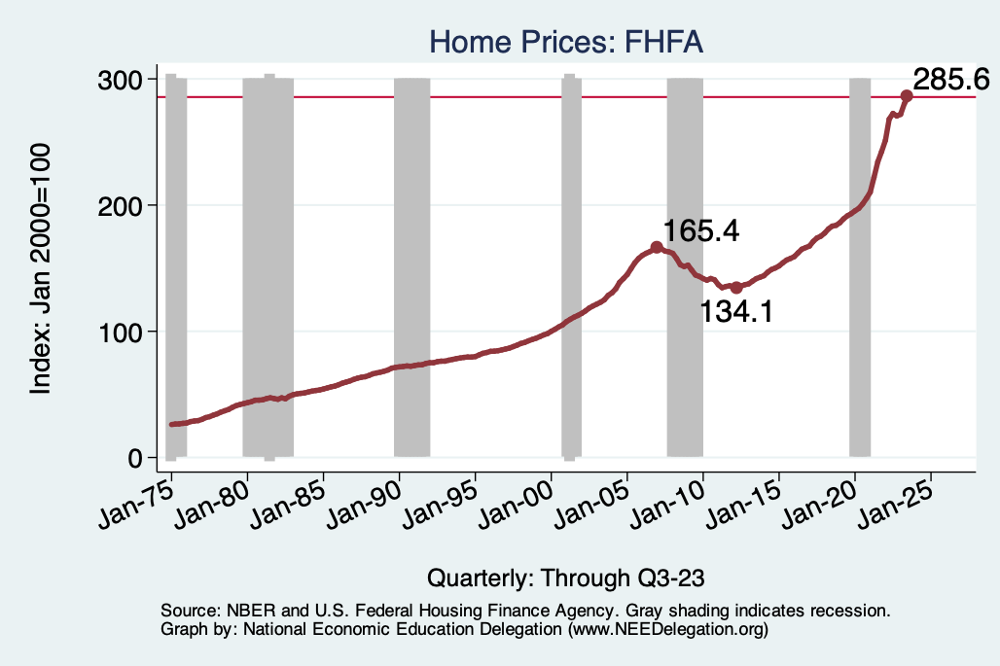 Home Prices: FHFA
Index: Jan 2000=100
300
200
100
0
285.6
165.4
134.1
Jan-75
Jan-80
Jan-85
Jan-90
Jan-95
Jan-00
Jan-05
Jan-10
Jan-15
Jan-20
Jan-25
Quarterly: Through Q3-23
Source: NBER and U.S. Federal Housing Finance Agency. Gray shading indicates recession.
Graph by: National Economic Education Delegation (www.NEEDelegation.org)